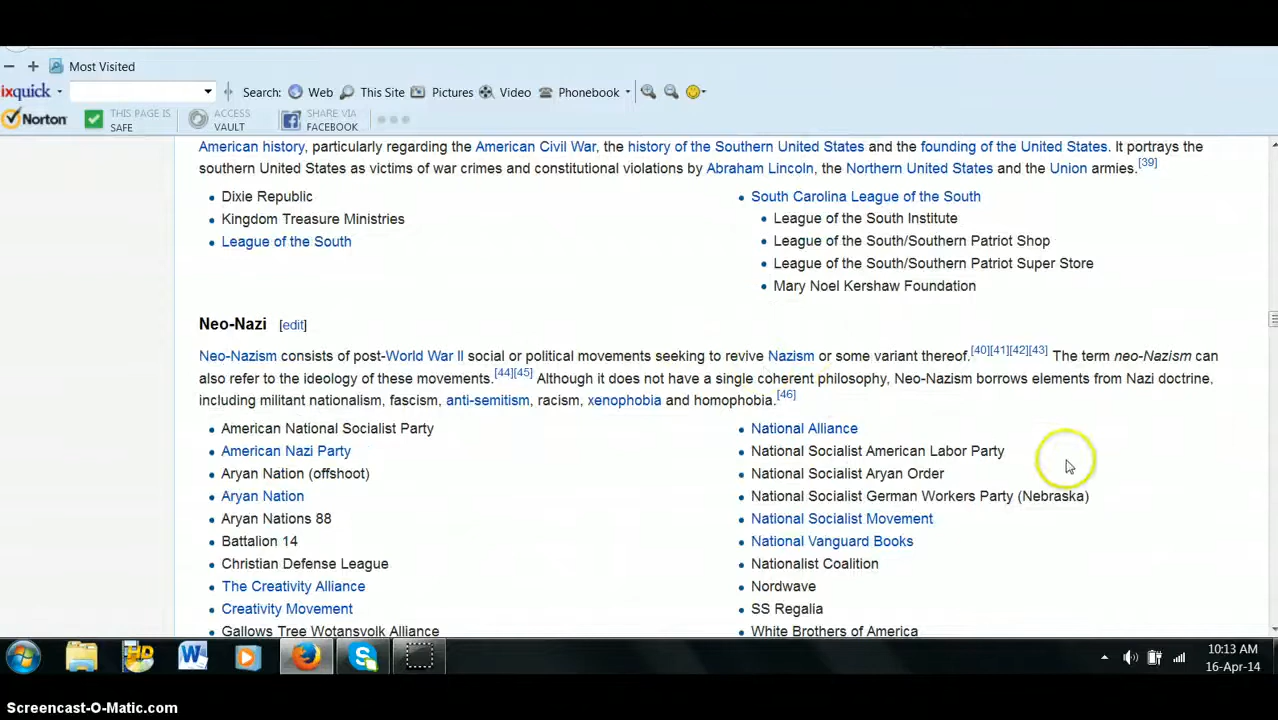 Most Visited
ixquick Search: Web This Site Pictures Video Phonebook
Norton THIS PAGE IS SAFE ACCESS VAULT SHARE VIA FACEBOOK
American history, particularly regarding the American Civil War, the history of the Southern United States and the founding of the United States. It portrays the
southern United States as victims of war crimes and constitutional violations by Abraham Lincoln, the Northern United States and the Union armies.[39]
Dixie Republic
Kingdom Treasure Ministries
League of the South
South Carolina League of the South
League of the South Institute
League of the South/Southern Patriot Shop
League of the South/Southern Patriot Super Store
Mary Noel Kershaw Foundation
Neo-Nazi [edit]
Neo-Nazism consists of post-World War II social or political movements seeking to revive Nazism or some variant thereof.[40][41][42][43] The term neo-Nazism can
also refer to the ideology of these movements.[44][45] Although it does not have a single coherent philosophy, Neo-Nazism borrows elements from Nazi doctrine,
including militant nationalism, fascism, anti-semitism, racism, xenophobia and homophobia.[46]
American National Socialist Party
American Nazi Party
Aryan Nation (offshoot)
Aryan Nation
Aryan Nations 88
Battalion 14
Christian Defense League
The Creativity Alliance
Creativity Movement
Gallows Tree Wotansvolk Alliance
National Alliance
National Socialist American Labor Party
National Socialist Aryan Order
National Socialist German Workers Party (Nebraska)
National Socialist Movement
National Vanguard Books
Nationalist Coalition
Nordwave
SS Regalia
White Brothers of America
10:13 AM
16-Apr-14
Screencast-O-Matic.com